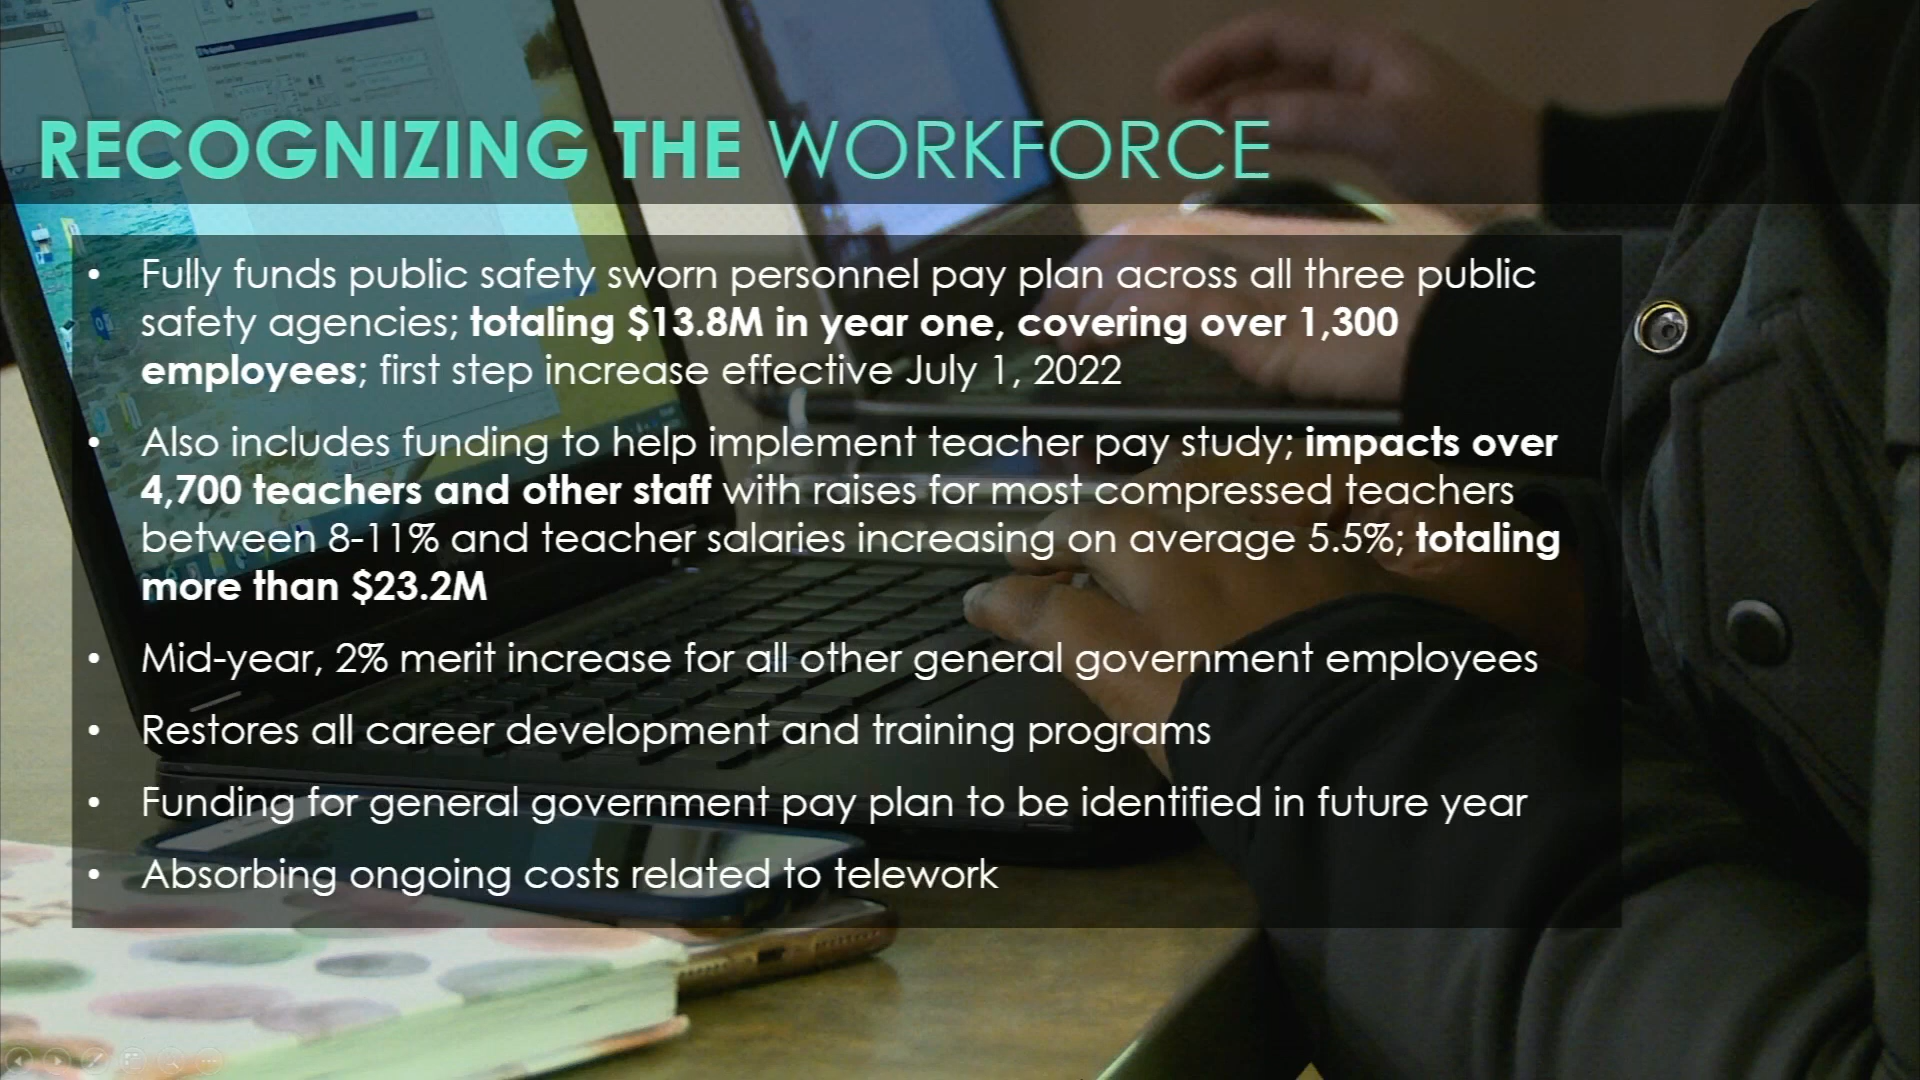 RECOGNIZING THE WORKFORCE
• Fully funds public safety sworn personnel pay plan across all three public
safety agencies; totaling $13.8M in year one, covering over 1,300
employees; first step increase effective July 1, 2022
• Also includes funding to help implement teacher pay study; impacts over
4,700 teachers and other staff with raises for most compressed teachers
between 8-11% and teacher salaries increasing on average 5.5%; totaling
more than $23.2M
• Mid-year, 2% merit increase for all other general government employees
• Restores all career development and training programs
• Funding for general government pay plan to be identified in future year
• Absorbing ongoing costs related to telework